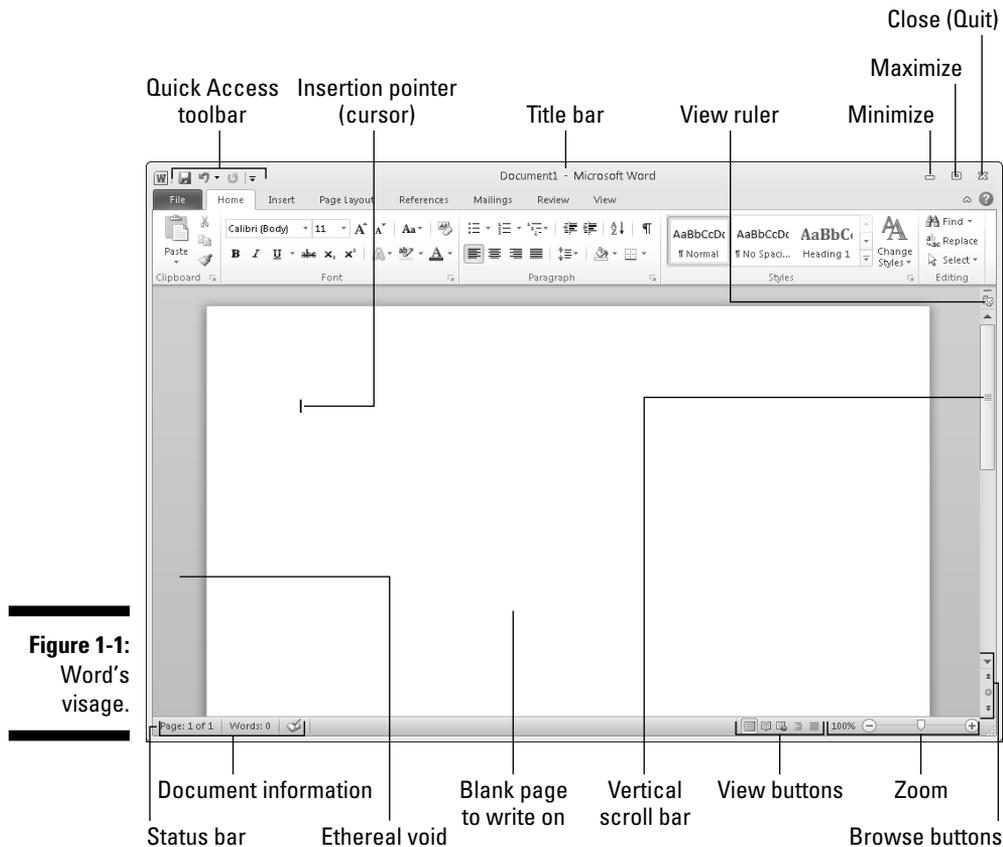 Close (Quit)
Maximize
Quick Access
toolbar
Insertion pointer
(cursor)
Title bar
View ruler
Minimize
Document1 - Microsoft Word
File Home Insert Page Layout References Mailings Review View
Paste
Calibri (Body) 11 A A Aa
B I U abc x, x² A ab A
¶
AaBbCcDc AaBbCcDc AaBbC
¶ Normal ¶ No Spaci... Heading 1
Change
Styles
Find
Replace
Select
Clipboard Font Paragraph Styles Editing
Figure 1-1:
Word's
visage.
Page: 1 of 1 Words: 0 100%
Document information
Blank page
to write on
Vertical
scroll bar
View buttons
Zoom
Status bar
Ethereal void
Browse buttons